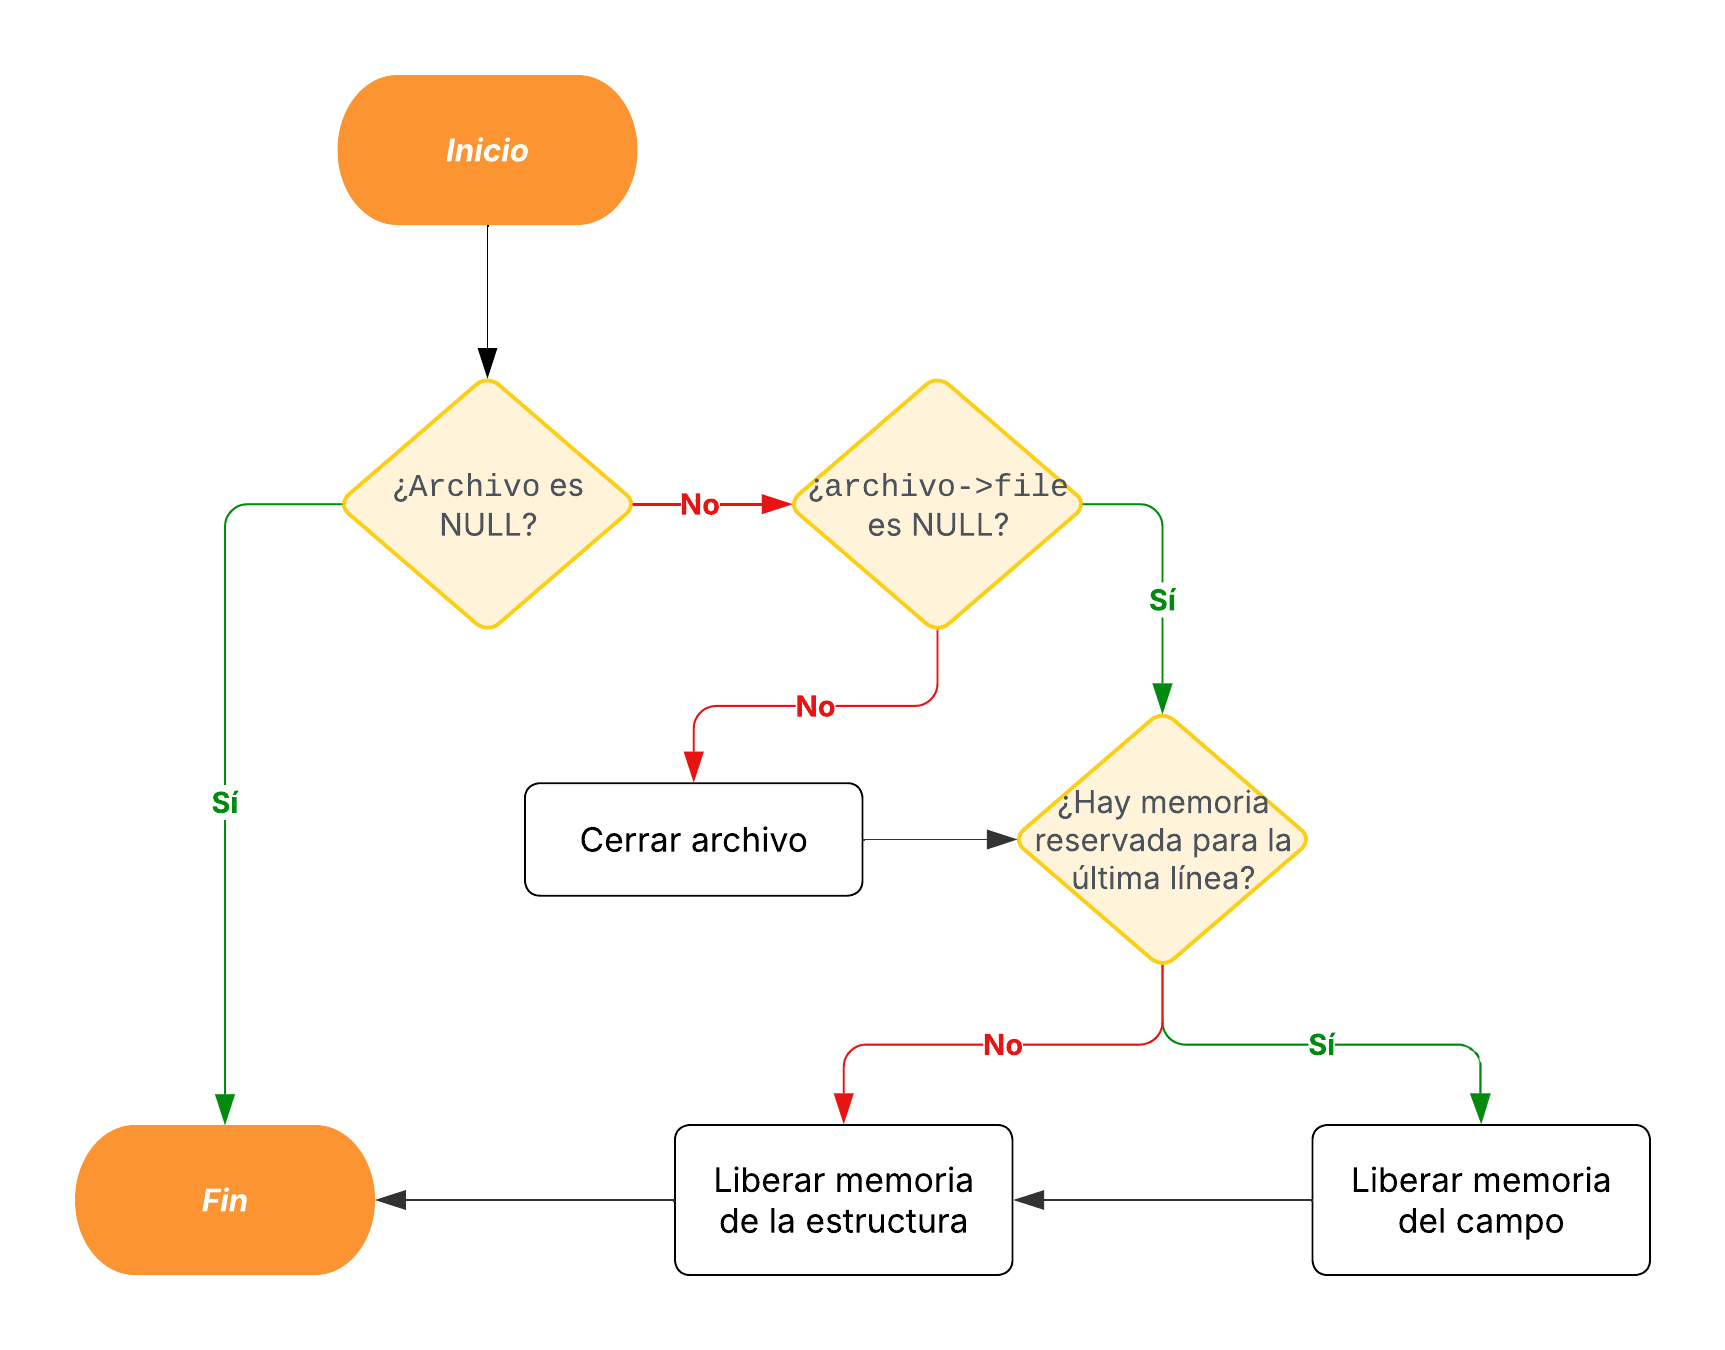 Inicio
¿Archivo es
NULL?
No
¿archivo->file
es NULL?
Sí
No
Sí
Cerrar archivo
¿Hay memoria
reservada para la
última línea?
No
Sí
Fin
Liberar memoria
de la estructura
Liberar memoria
del campo